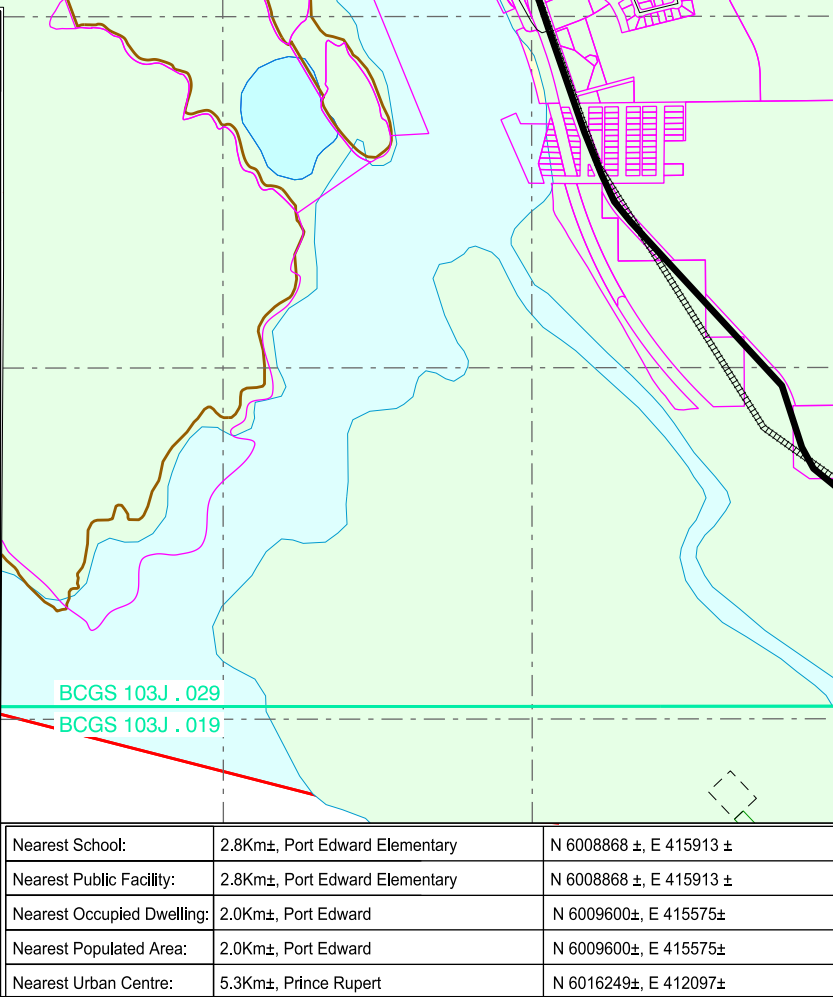 BCGS 103J . 029
BCGS 103J . 019
Nearest School: 2.8Km±, Port Edward Elementary N 6008868 ±, E 415913 ±
Nearest Public Facility: 2.8Km±, Port Edward Elementary N 6008868 ±, E 415913 ±
Nearest Occupied Dwelling: 2.0Km±, Port Edward N 6009600±, E 415575±
Nearest Populated Area: 2.0Km±, Port Edward N 6009600±, E 415575±
Nearest Urban Centre: 5.3Km±, Prince Rupert N 6016249±, E 412097±